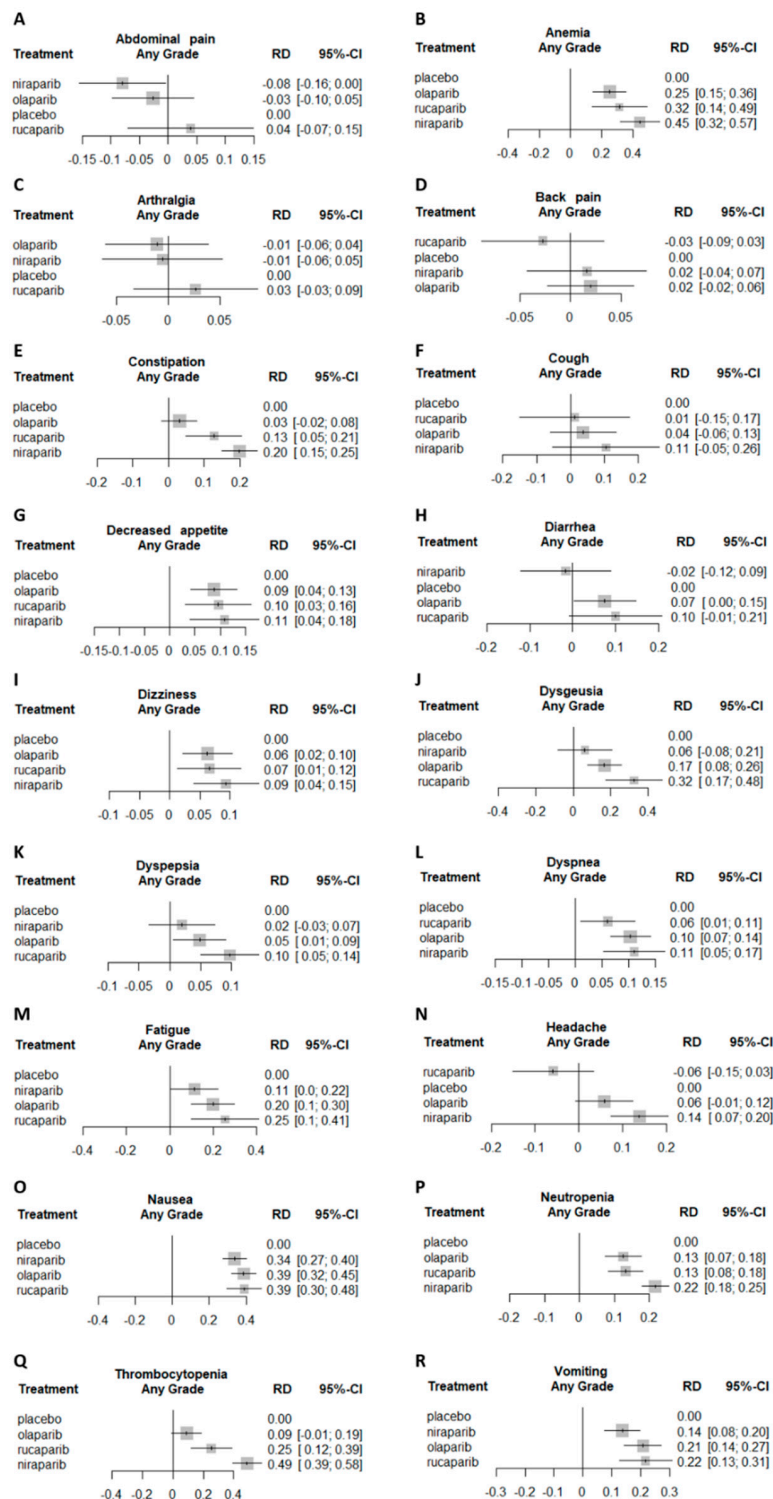 A
Abdominal pain
Treatment Any Grade RD 95%-CI
niraparib -0.08 [-0.16; 0.00]
olaparib -0.03 [-0.10; 0.05]
placebo 0.00
rucaparib 0.04 [-0.07; 0.15]
-0.15 -0.05 0 0.05 0.1 0.15
B
Anemia
Treatment Any Grade RD 95%-CI
placebo 0.00
olaparib 0.25 [0.15; 0.36]
rucaparib 0.32 [0.14; 0.49]
niraparib 0.45 [0.32; 0.57]
-0.4 -0.2 0 0.2 0.4
C
Arthralgia
Treatment Any Grade RD 95%-CI
olaparib -0.01 [-0.06; 0.04]
niraparib -0.01 [-0.06; 0.05]
placebo 0.00
rucaparib 0.03 [-0.03; 0.09]
-0.05 0 0.05
D
Back pain
Treatment Any Grade RD 95%-CI
rucaparib -0.03 [-0.09; 0.03]
placebo 0.00
niraparib 0.02 [-0.04; 0.07]
olaparib 0.02 [-0.02; 0.06]
-0.05 0 0.05
E
Constipation
Treatment Any Grade RD 95%-CI
placebo 0.00
olaparib 0.03 [-0.02; 0.08]
rucaparib 0.13 [ 0.05; 0.21]
niraparib 0.20 [ 0.15; 0.25]
-0.2 -0.1 0 0.1 0.2
F
Cough
Treatment Any Grade RD 95%-CI
placebo 0.00
rucaparib 0.01 [-0.15; 0.17]
olaparib 0.04 [-0.06; 0.13]
niraparib 0.11 [-0.05; 0.26]
-0.2 -0.1 0 0.1 0.2
G
Decreased appetite
Treatment Any Grade RD 95%-CI
placebo 0.00
olaparib 0.09 [0.04; 0.13]
rucaparib 0.10 [0.03; 0.16]
niraparib 0.11 [0.04; 0.18]
-0.15-0.1 0 0.05 0.1 0.15
H
Diarrhea
Treatment Any Grade RD 95%-CI
niraparib -0.02 [-0.12; 0.09]
placebo 0.00
olaparib 0.07 [ 0.00; 0.15]
rucaparib 0.10 [-0.01; 0.21]
-0.2 -0.1 0 0.1 0.2
I
Dizziness
Treatment Any Grade RD 95%-CI
placebo 0.00
olaparib 0.06 [0.02; 0.10]
rucaparib 0.07 [0.01; 0.12]
niraparib 0.09 [0.04; 0.15]
-0.1 -0.05 0 0.05 0.1
J
Dysgeusia
Treatment Any Grade RD 95%-CI
placebo 0.00
niraparib 0.06 [-0.08; 0.21]
olaparib 0.17 [ 0.08; 0.26]
rucaparib 0.32 [ 0.17; 0.48]
-0.4 -0.2 0 0.2 0.4
K
Dyspepsia
Treatment Any Grade RD 95%-CI
placebo 0.00
niraparib 0.02 [-0.03; 0.07]
olaparib 0.05 [ 0.01; 0.09]
rucaparib 0.10 [ 0.05; 0.14]
-0.1 -0.05 0 0.05 0.1
L
Dyspnea
Treatment Any Grade RD 95%-CI
placebo 0.00
rucaparib 0.06 [0.01; 0.11]
olaparib 0.10 [0.07; 0.14]
niraparib 0.11 [0.05; 0.17]
-0.15 -0.05 0 0.05 0.1 0.15
M
Fatigue
Treatment Any Grade RD 95%-CI
placebo 0.00
niraparib 0.11 [0.0; 0.22]
olaparib 0.20 [0.1; 0.30]
rucaparib 0.25 [0.1; 0.41]
-0.4 -0.2 0 0.2 0.4
N
Headache
Treatment Any Grade RD 95%-CI
rucaparib -0.06 [-0.15; 0.03]
placebo 0.00
olaparib 0.06 [-0.01; 0.12]
niraparib 0.14 [ 0.07; 0.20]
-0.2 -0.1 0 0.1 0.2
O
Nausea
Treatment Any Grade RD 95%-CI
placebo 0.00
niraparib 0.34 [0.27; 0.40]
olaparib 0.39 [0.32; 0.45]
rucaparib 0.39 [0.30; 0.48]
-0.4 -0.2 0 0.2 0.4
P
Neutropenia
Treatment Any Grade RD 95%-CI
placebo 0.00
olaparib 0.13 [0.07; 0.18]
rucaparib 0.13 [0.08; 0.18]
niraparib 0.22 [0.18; 0.25]
-0.2 -0.1 0 0.1 0.2
Q
Thrombocytopenia
Treatment Any Grade RD 95%-CI
placebo 0.00
olaparib 0.09 [-0.01; 0.19]
rucaparib 0.25 [ 0.12; 0.39]
niraparib 0.49 [ 0.39; 0.58]
-0.4 -0.2 0 0.2 0.4
R
Vomiting
Treatment Any Grade RD 95%-CI
placebo 0.00
niraparib 0.14 [0.08; 0.20]
olaparib 0.21 [0.14; 0.27]
rucaparib 0.22 [0.13; 0.31]
-0.3 -0.2 -0.1 0 0.1 0.2 0.3